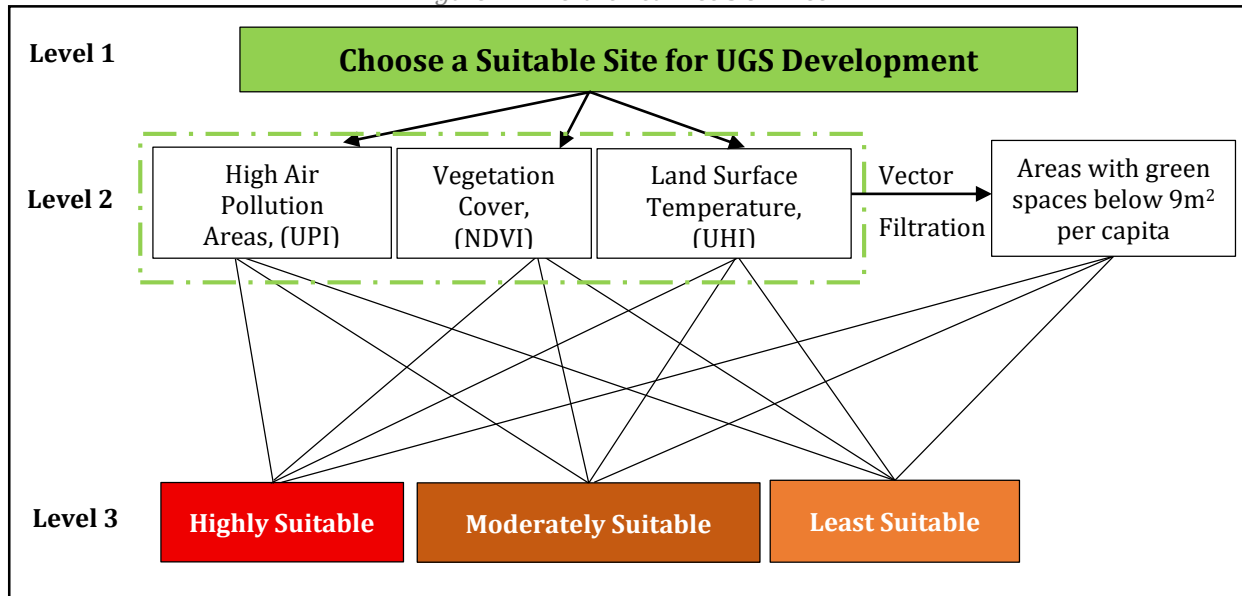 Level 1
Choose a Suitable Site for UGS Development
Level 2
High Air
Pollution
Areas, (UPI)
Vegetation
Cover,
(NDVI)
Land Surface
Temperature,
(UHI)
Vector
Filtration
Areas with green
spaces below 9m²
per capita
Level 3
Highly Suitable
Moderately Suitable
Least Suitable